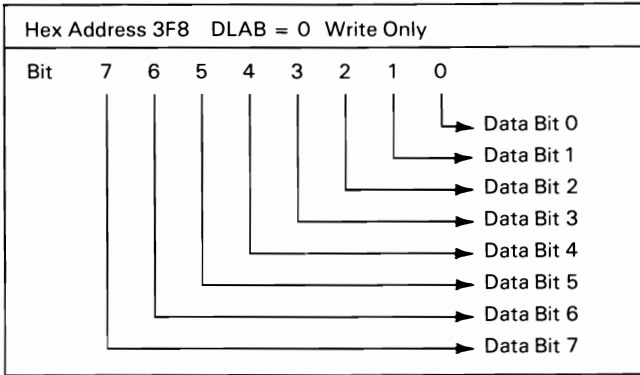 Hex Address 3F8 DLAB = 0 Write Only
Bit 7 6 5 4 3 2 1 0
Data Bit 0
Data Bit 1
Data Bit 2
Data Bit 3
Data Bit 4
Data Bit 5
Data Bit 6
Data Bit 7